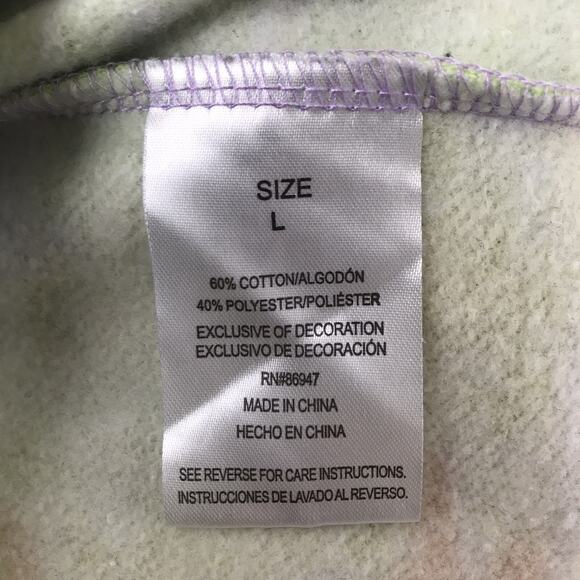 SIZE
L
60% COTTON/ALGODÓN
40% POLYESTER/POLIÉSTER
EXCLUSIVE OF DECORATION
EXCLUSIVO DE DECORACIÓN
RN#86947
MADE IN CHINA
HECHO EN CHINA
SEE REVERSE FOR CARE INSTRUCTIONS.
INSTRUCCIONES DE LAVADO AL REVERSO.